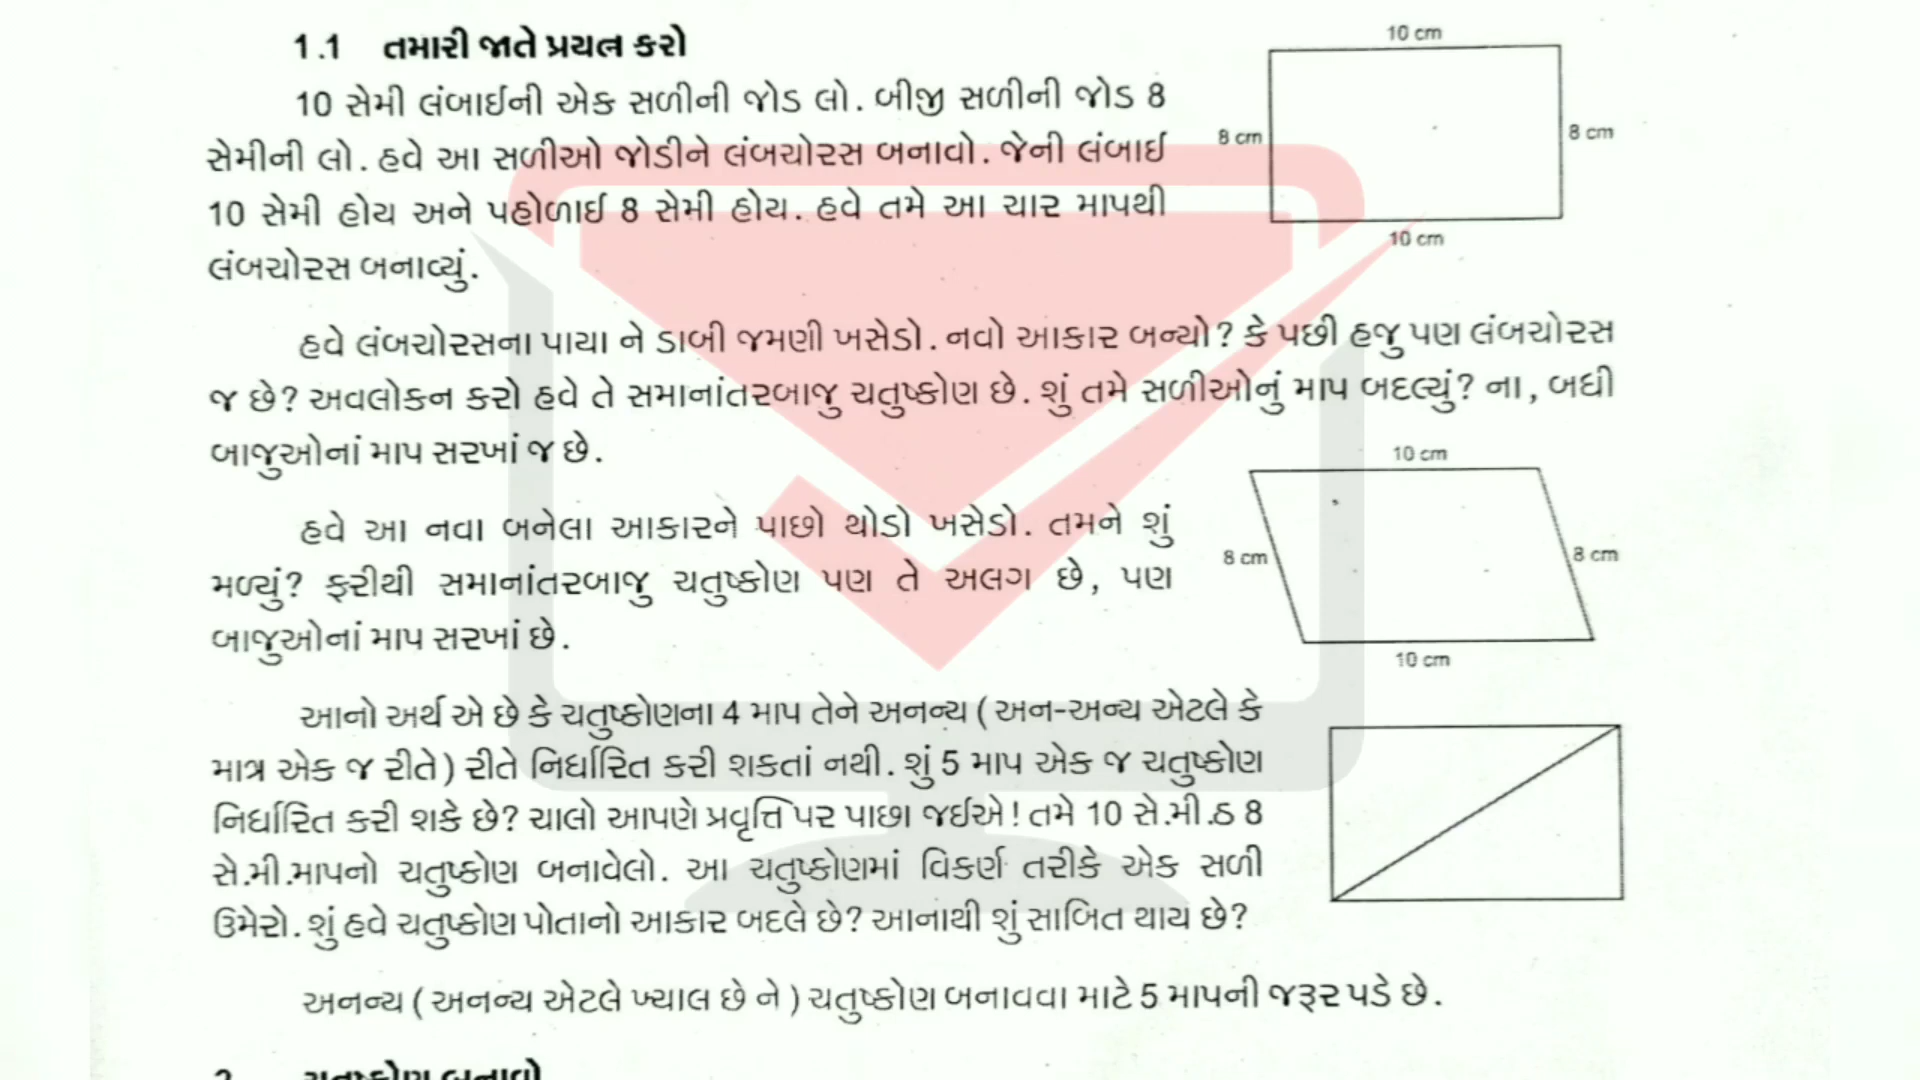 1.1 તમારી જાતે પ્રયત્ન કરો
10 સેમી લંબાઈની એક સળીની જોડ લો. બીજી સળીની જોડ 8
સેમીની લો. હવે આ સળીઓ જોડીને લંબચોરસ બનાવો. જેની લંબાઈ
10 સેમી હોય અને પહોળાઈ 8 સેમી હોય. હવે તમે આ ચાર માપથી
લંબચોરસ બનાવ્યું.
10 cm
8 cm
8 cm
10 cm
હવે લંબચોરસના પાયા ને ડાબી જમણી ખસેડો. નવો આકાર બન્યો? કે પછી હજુ પણ લંબચોરસ
જ છે? અવલોકન કરો હવે તે સમાનાંતરબાજુ ચતુષ્કોણ છે. શું તમે સળીઓનું માપ બદલ્યું? ના, બધી
બાજુઓનાં માપ સરખાં જ છે.
હવે આ નવા બનેલા આકારને પાછો થોડો ખસેડો. તમને શું
મળ્યું? ફરીથી સમાનાંતરબાજુ ચતુષ્કોણ પણ તે અલગ છે, પણ
બાજુઓનાં માપ સરખાં છે.
10 cm
8 cm
8 cm
10 cm
આનો અર્થ એ છે કે ચતુષ્કોણના 4 માપ તેને અનન્ય ( અન-અન્ય એટલે કે
માત્ર એક જ રીતે ) રીતે નિર્ધારિત કરી શકતાં નથી. શું 5 માપ એક જ ચતુષ્કોણ
નિર્ધારિત કરી શકે છે? ચાલો આપણે પ્રવૃત્તિ પર પાછા જઈએ! તમે 10 સે.મી.ઠ 8
સે.મી.માપનો ચતુષ્કોણ બનાવેલો. આ ચતુષ્કોણમાં વિકર્ણ તરીકે એક સળી
ઉમેરો. શું હવે ચતુષ્કોણ પોતાનો આકાર બદલે છે? આનાથી શું સાબિત થાય છે?
અનન્ય ( અનન્ય એટલે ખ્યાલ છે ને ) ચતુષ્કોણ બનાવવા માટે 5 માપની જરૂર પડે છે.
2. ચતુષ્કોણ બનાવો